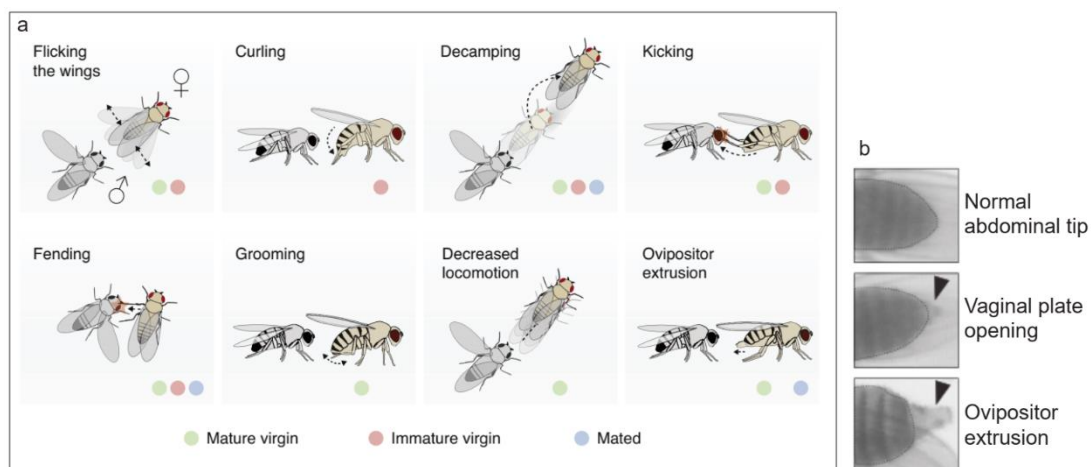 a
Flicking
the wings
♀
♂
Curling
Decamping
Kicking
Fending
Grooming
Decreased
locomotion
Ovipositor
extrusion
Mature virgin
Immature virgin
Mated
b
Normal
abdominal tip
Vaginal plate
opening
Ovipositor
extrusion